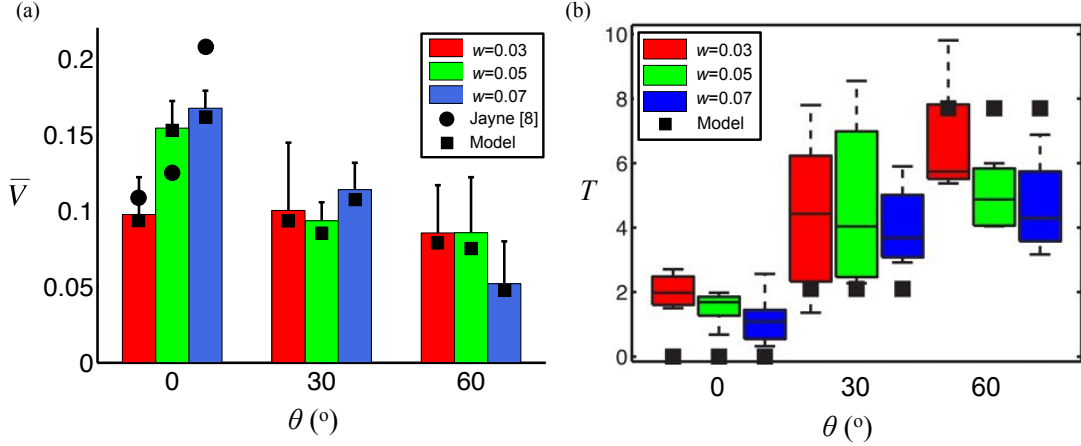 (a)
0.2
0.15
0.1
0.05
0
V̅
w=0.03
w=0.05
w=0.07
Jayne [8]
Model
0 30 60
θ (°)
(b)
10
8
6
4
2
0
T
w=0.03
w=0.05
w=0.07
Model
0 30 60
θ (°)